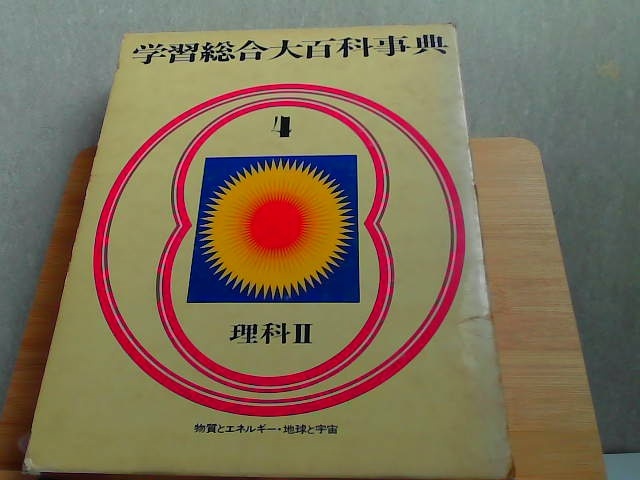 学習総合大百科事典
4
理科II
物質とエネルギー・地球と宇宙